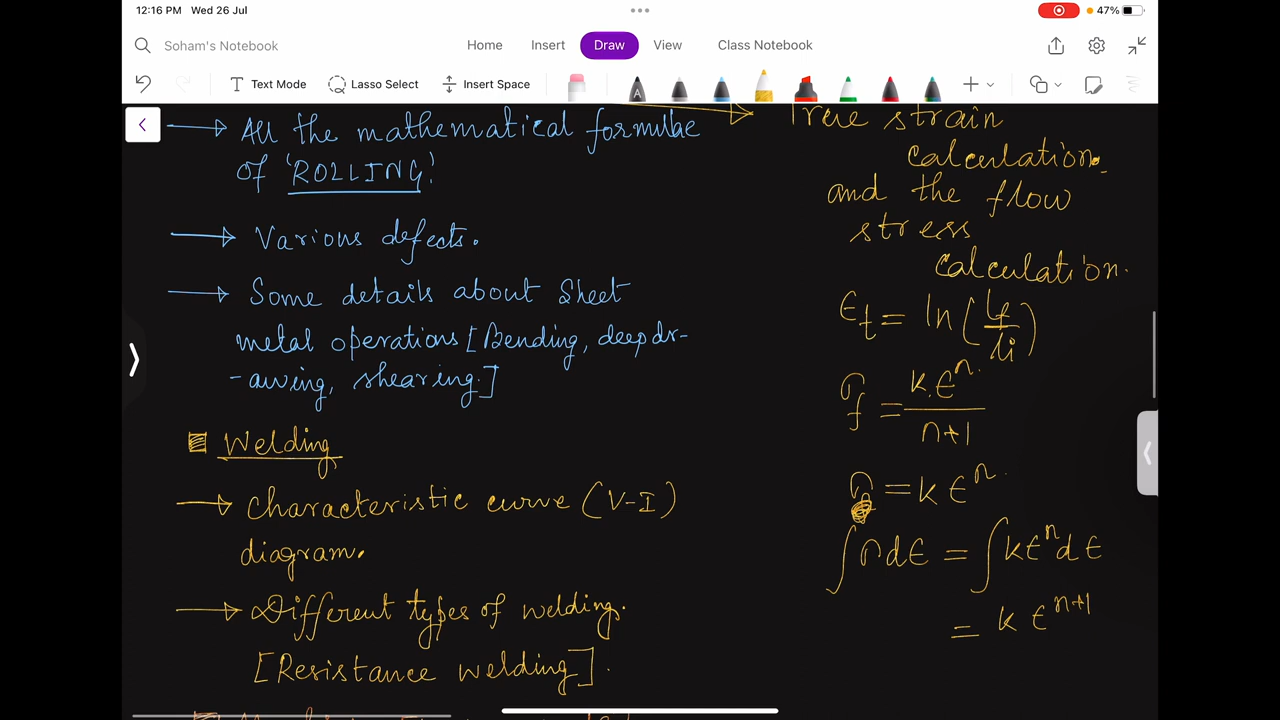 12:16 PM Wed 26 Jul
47%
Soham's Notebook
Home Insert Draw View Class Notebook
Text Mode Lasso Select Insert Space
A
→ All the mathematical formulae
of 'ROLLING'
→ Various defects.
→ Some details about Sheet
metal operations [Bending, deepdr-
-awing, shearing.]
Welding
→ Characteristic curve (V-I)
diagram.
→ Different types of welding.
[Resistance welding].
True strain
calculation.
and the flow
stress
calculation.
ϵt = ln(lf/li)
σf = k.ϵ^n/n+1
σ = kϵ^n.
∫σdϵ = ∫kϵ^n dϵ
= kϵ^n+1